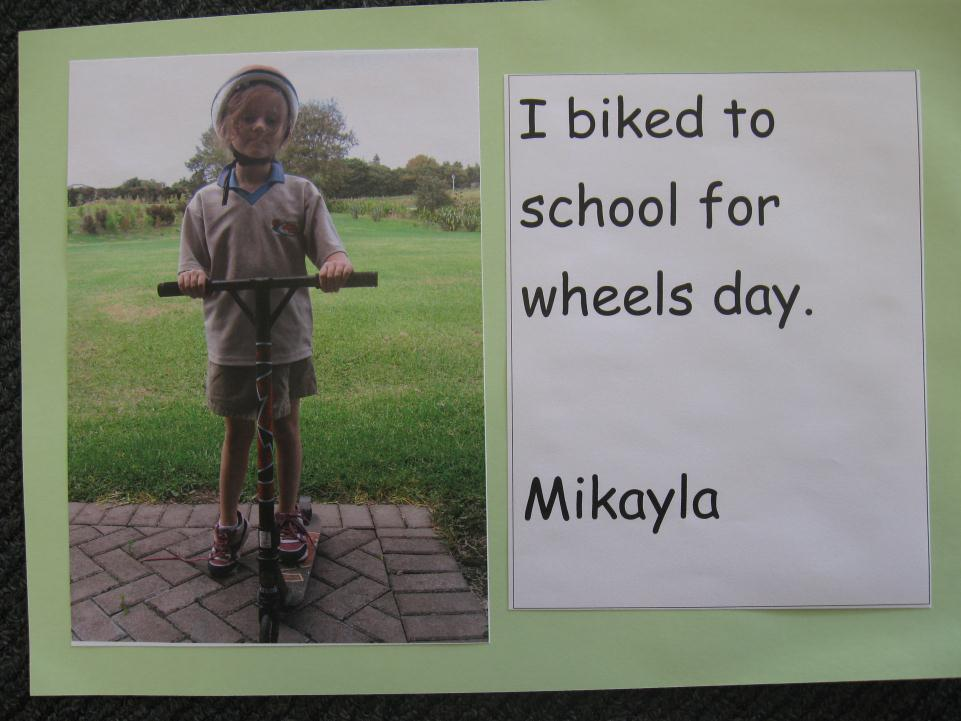 I biked to
school for
wheels day.
Mikayla